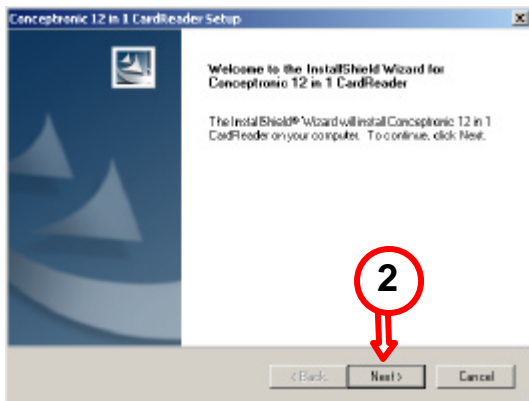 Conceptronic 12 in 1 CardReader Setup
Welcome to the InstallShield Wizard for
Conceptronic 12 in 1 CardReader
The InstallShield® Wizard will install Conceptronic 12 in 1
CardReader on your computer. To continue, click Next.
2
< Back
Next >
Cancel